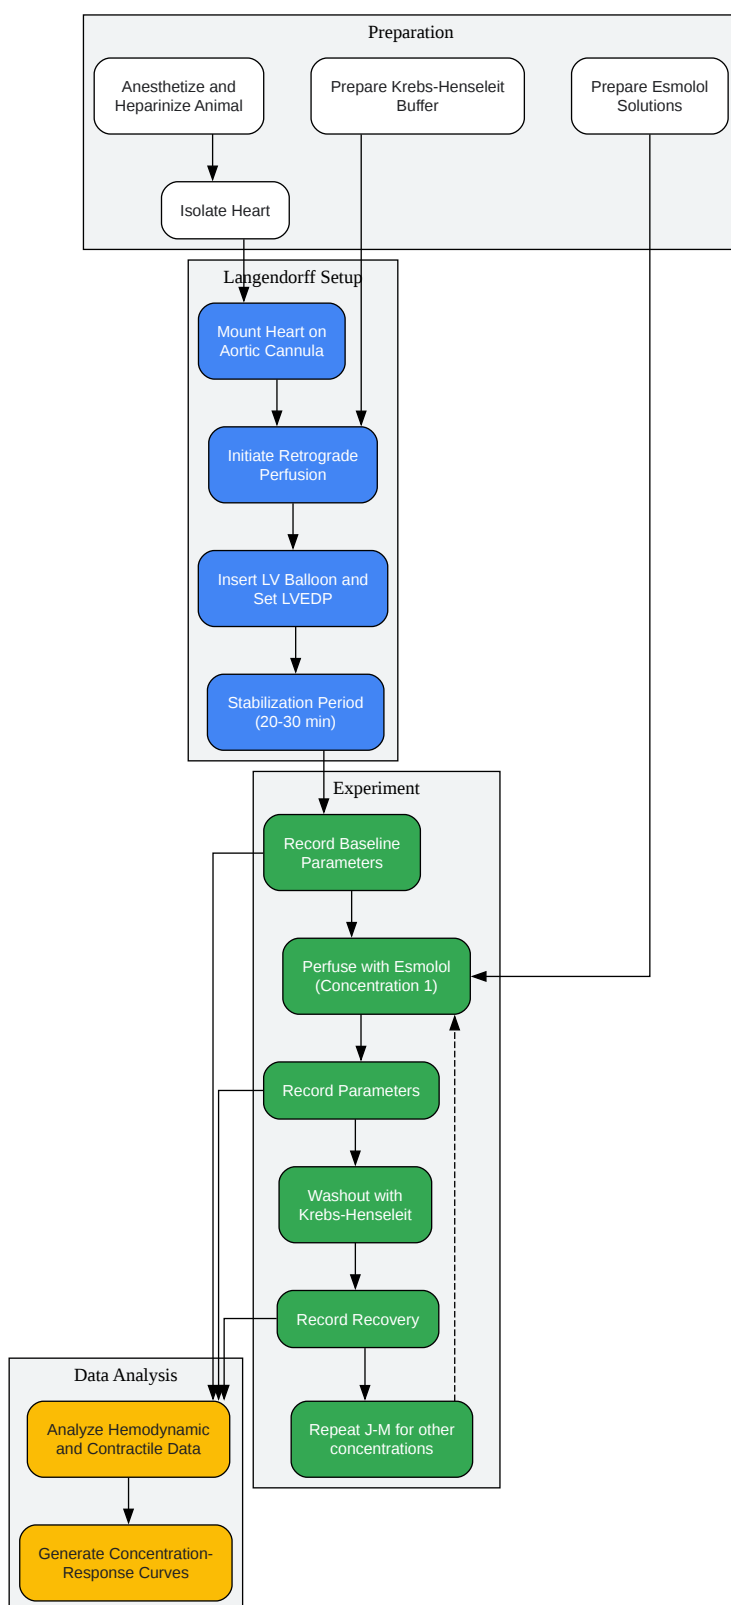 Preparation
Anesthetize and
Heparinize Animal
Prepare Krebs-Henseleit
Buffer
Prepare Esmolol
Solutions
Isolate Heart
Langendorff Setup
Mount Heart on
Aortic Cannula
Initiate Retrograde
Perfusion
Insert LV Balloon and
Set LVEDP
Stabilization Period
(20-30 min)
Experiment
Record Baseline
Parameters
Perfuse with Esmolol
(Concentration 1)
Record Parameters
Washout with
Krebs-Henseleit
Record Recovery
Repeat J-M for other
concentrations
Data Analysis
Analyze Hemodynamic
and Contractile Data
Generate Concentration-
Response Curves